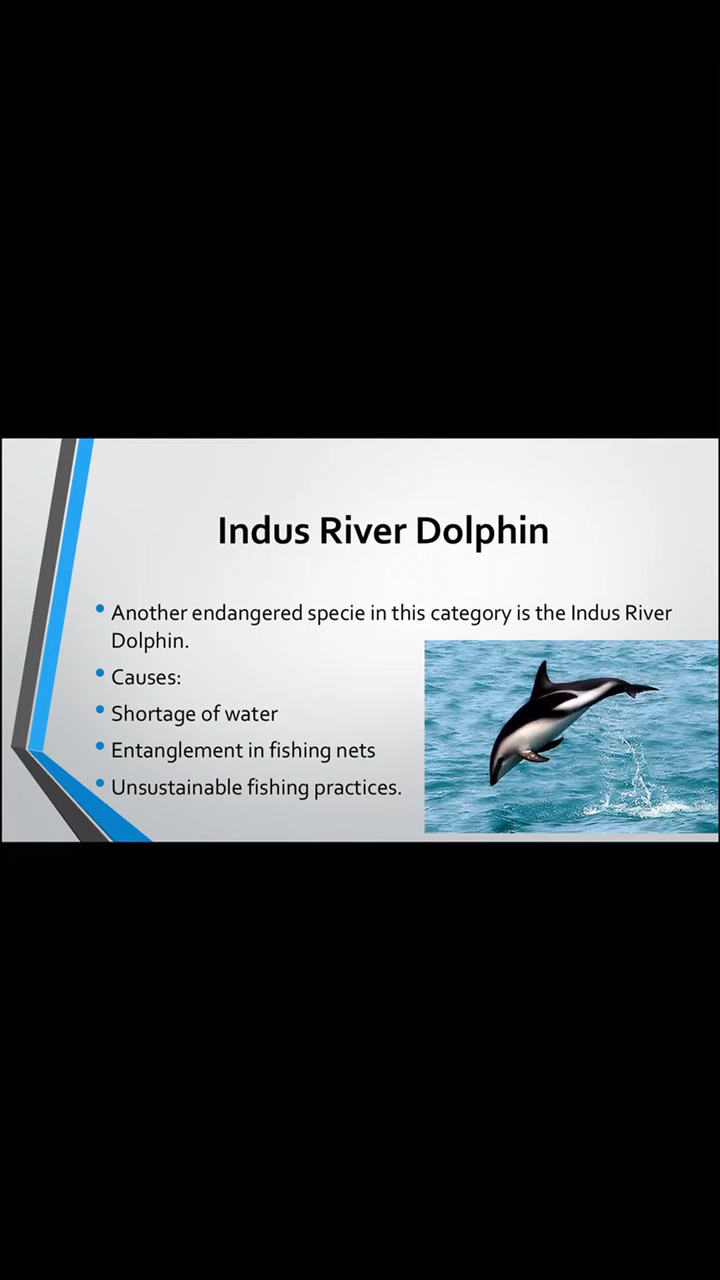 Indus River Dolphin
• Another endangered specie in this category is the Indus River
Dolphin.
• Causes:
• Shortage of water
• Entanglement in fishing nets
• Unsustainable fishing practices.